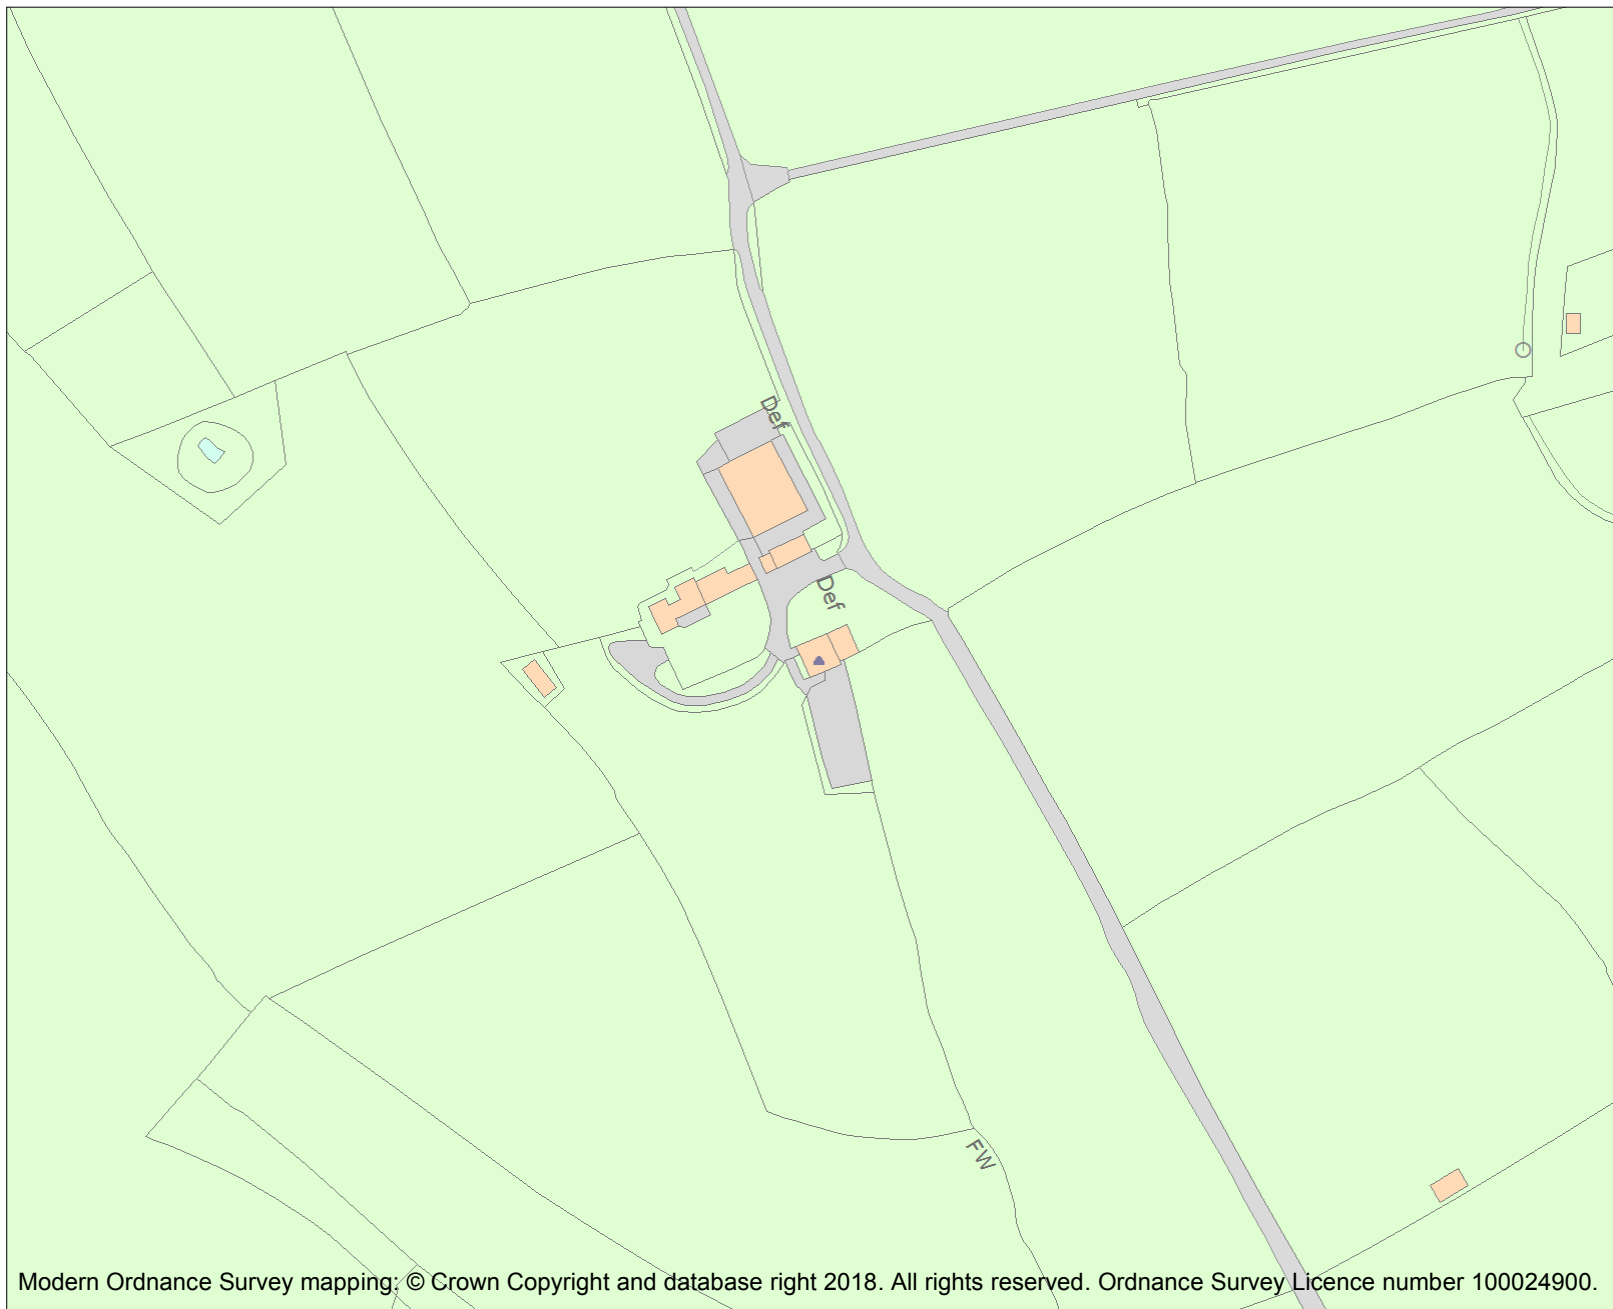 Def
Def
FW
Modern Ordnance Survey mapping: © Crown Copyright and database right 2018. All rights reserved. Ordnance Survey Licence number 100024900.